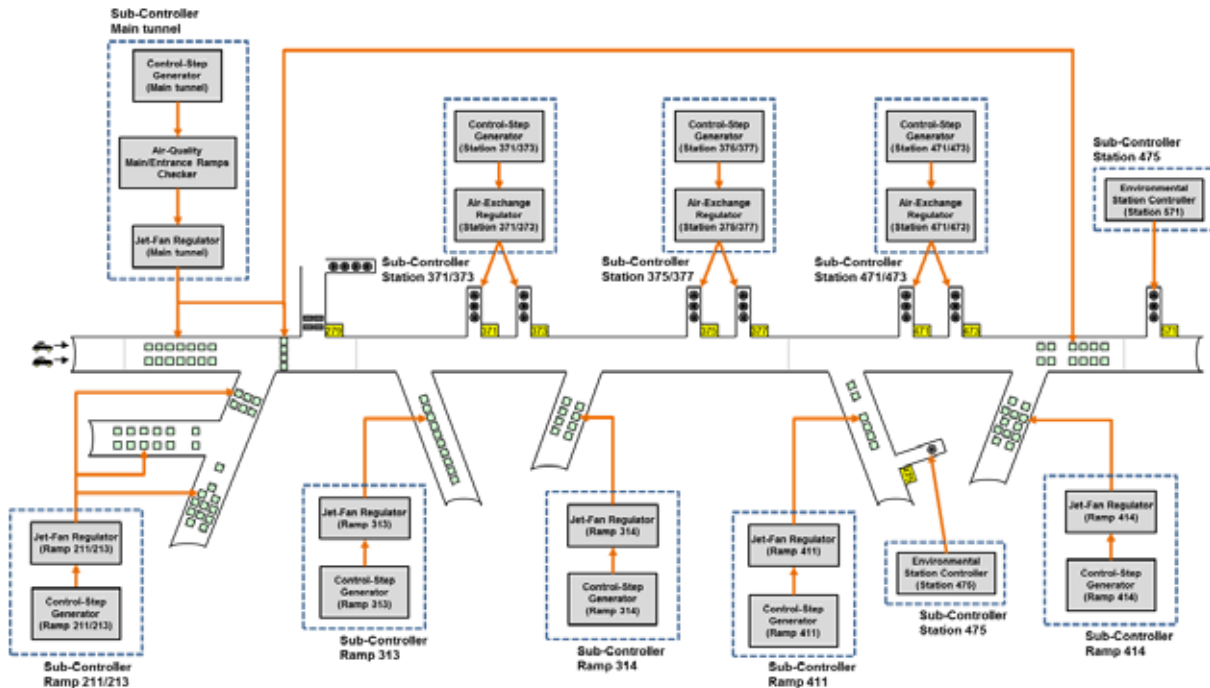 Sub-Controller
Main tunnel
Control-Step
Generator
(Main tunnel)
Air-Quality
Main/Entrance Ramps
Checker
Jet-Fan Regulator
(Main tunnel)
Control-Step
Generator
(Station 371/373)
Air-Exchange
Regulator
(Station 371/373)
Sub-Controller
Station 371/373
Control-Step
Generator
(Station 375/377)
Air-Exchange
Regulator
(Station 375/377)
Sub-Controller
Station 375/377
Control-Step
Generator
(Station 471/473)
Air-Exchange
Regulator
(Station 471/473)
Sub-Controller
Station 471/473
Sub-Controller
Station 475
Environmental
Station Controller
(Station 571)
371
373
377
471
571
Jet-Fan Regulator
(Ramp 211/213)
Control-Step
Generator
(Ramp 211/213)
Sub-Controller
Ramp 211/213
Jet-Fan Regulator
(Ramp 313)
Control-Step
Generator
(Ramp 313)
Sub-Controller
Ramp 313
Jet-Fan Regulator
(Ramp 314)
Control-Step
Generator
(Ramp 314)
Sub-Controller
Ramp 314
Jet-Fan Regulator
(Ramp 411)
Control-Step
Generator
(Ramp 411)
Sub-Controller
Ramp 411
Environmental
Station Controller
(Station 475)
Sub-Controller
Station 475
Jet-Fan Regulator
(Ramp 414)
Control-Step
Generator
(Ramp 414)
Sub-Controller
Ramp 414